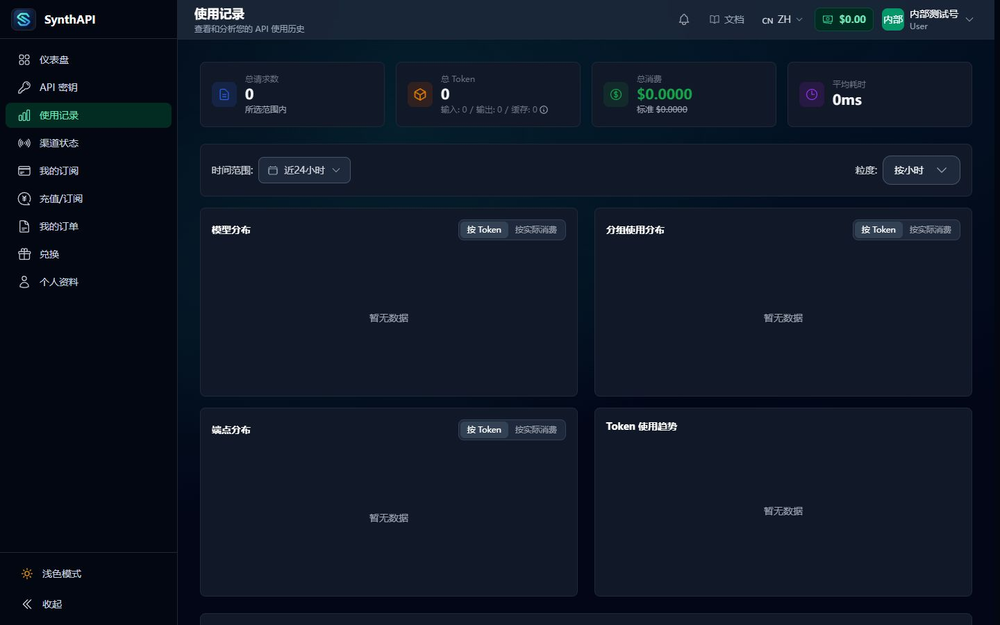 SynthAPI
仪表盘
API 密钥
使用记录
渠道状态
我的订阅
充值/订阅
我的订单
兑换
个人资料
浅色模式
收起
使用记录
查看和分析您的 API 使用历史
文档
CN ZH
$0.00
内部
内部测试号
User
总请求数
0
所选范围内
总 Token
0
输入: 0 / 输出: 0 / 缓存: 0
总消费
$0.0000
标准 $0.0000
平均耗时
0ms
时间范围:
近24小时
粒度:
按小时
模型分布
按 Token
按实际消费
暂无数据
分组使用分布
按 Token
按实际消费
暂无数据
端点分布
按 Token
按实际消费
暂无数据
Token 使用趋势
暂无数据